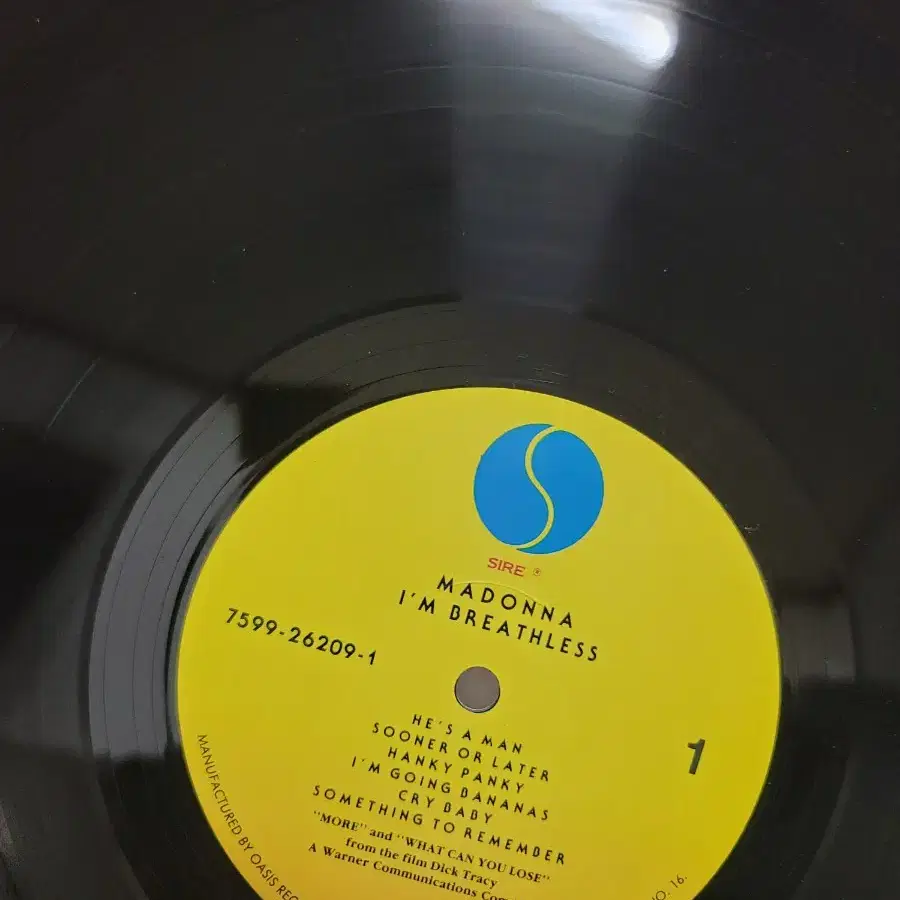 SIRE ®
MADONNA
I'M BREATHLESS
7599-26209-1
1
HE'S A MAN
SOONER OR LATER
HANKY PANKY
I'M GOING BANANAS
CRY BABY
SOMETHING TO REMEMBER
"MORE" and "WHAT CAN YOU LOSE"
from the film Dick Tracy
A Warner Communications
MANUFACTURED BY OASIS
16.